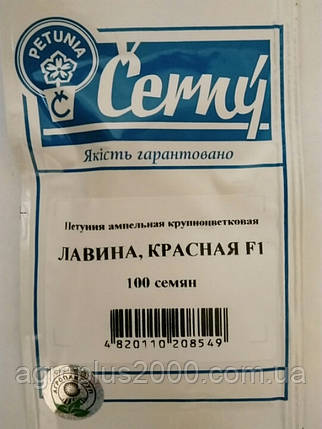 PETUNIA
Č
Černý
Якість гарантовано
Петуния ампельная крупноцветковая
ЛАВИНА, КРАСНАЯ F1
100 семян
4 820110 208549
agroplus2000.com.ua